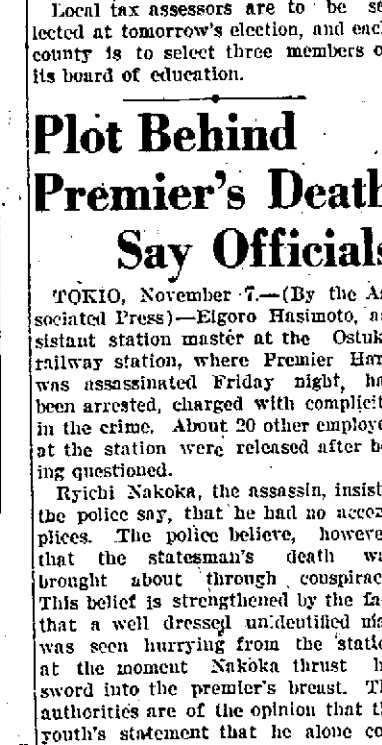 Local tax assessors are to be se
lected at tomorrow's election, and eac
county is to select three members o
its board of education.
Plot Behind
Premier's Death
Say Officials
TOKIO, November 7.—(By the As
sociated Press)—Eigoro Hasimoto, as
sistant station master at the Ostuk
railway station, where Premier Har
was assassinated Friday night, ha
been arrested, charged with complicit
in the crime. About 20 other employe
at the station were released after be
ing questioned.
Ryichi Nakoka, the assassin, insist
the police say, that he had no accom
plices. The police believe, howeve
that the statesman's death wa
brought about through conspirac
This belief is strengthened by the fa
that a well dressed unidentified ma
was seen hurrying from the statio
at the moment Nakoka thrust h
sword into the premier's breast. Th
authorities are of the opinion that th
youth's statement that he alone co